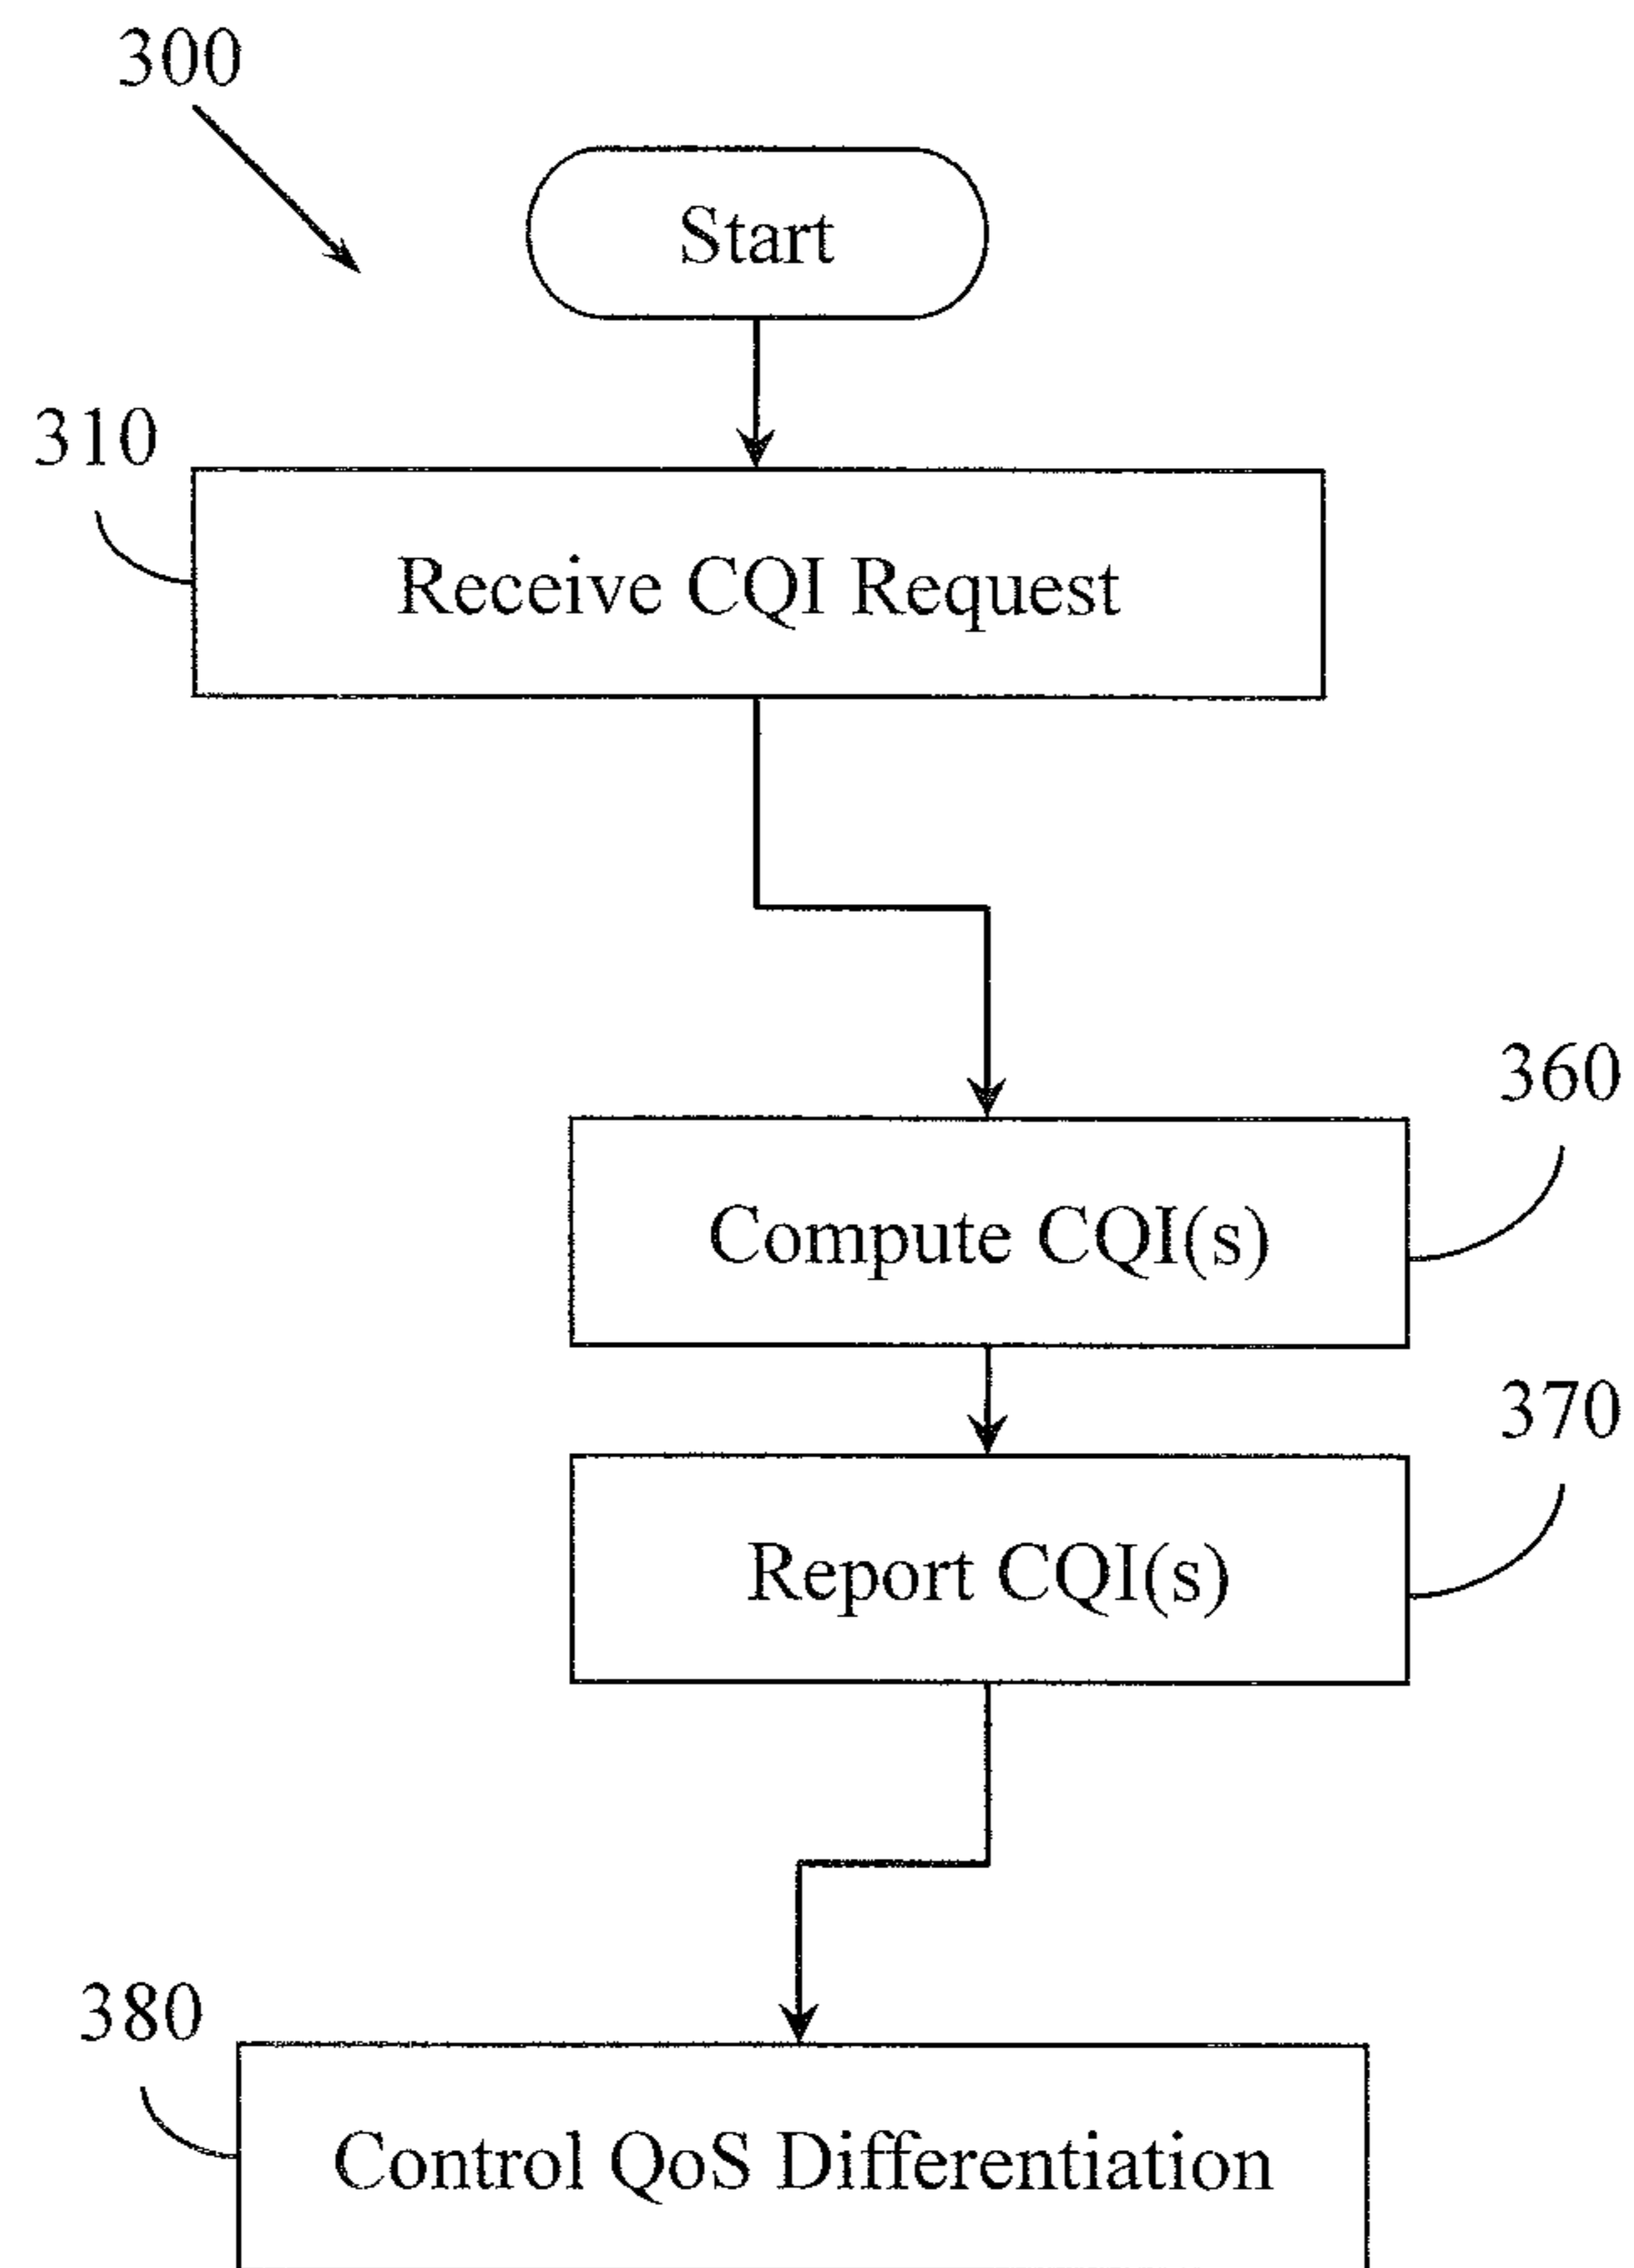 300
Start
310
Receive CQI Request
360
Compute CQI(s)
370
Report CQI(s)
380
Control QoS Differentiation